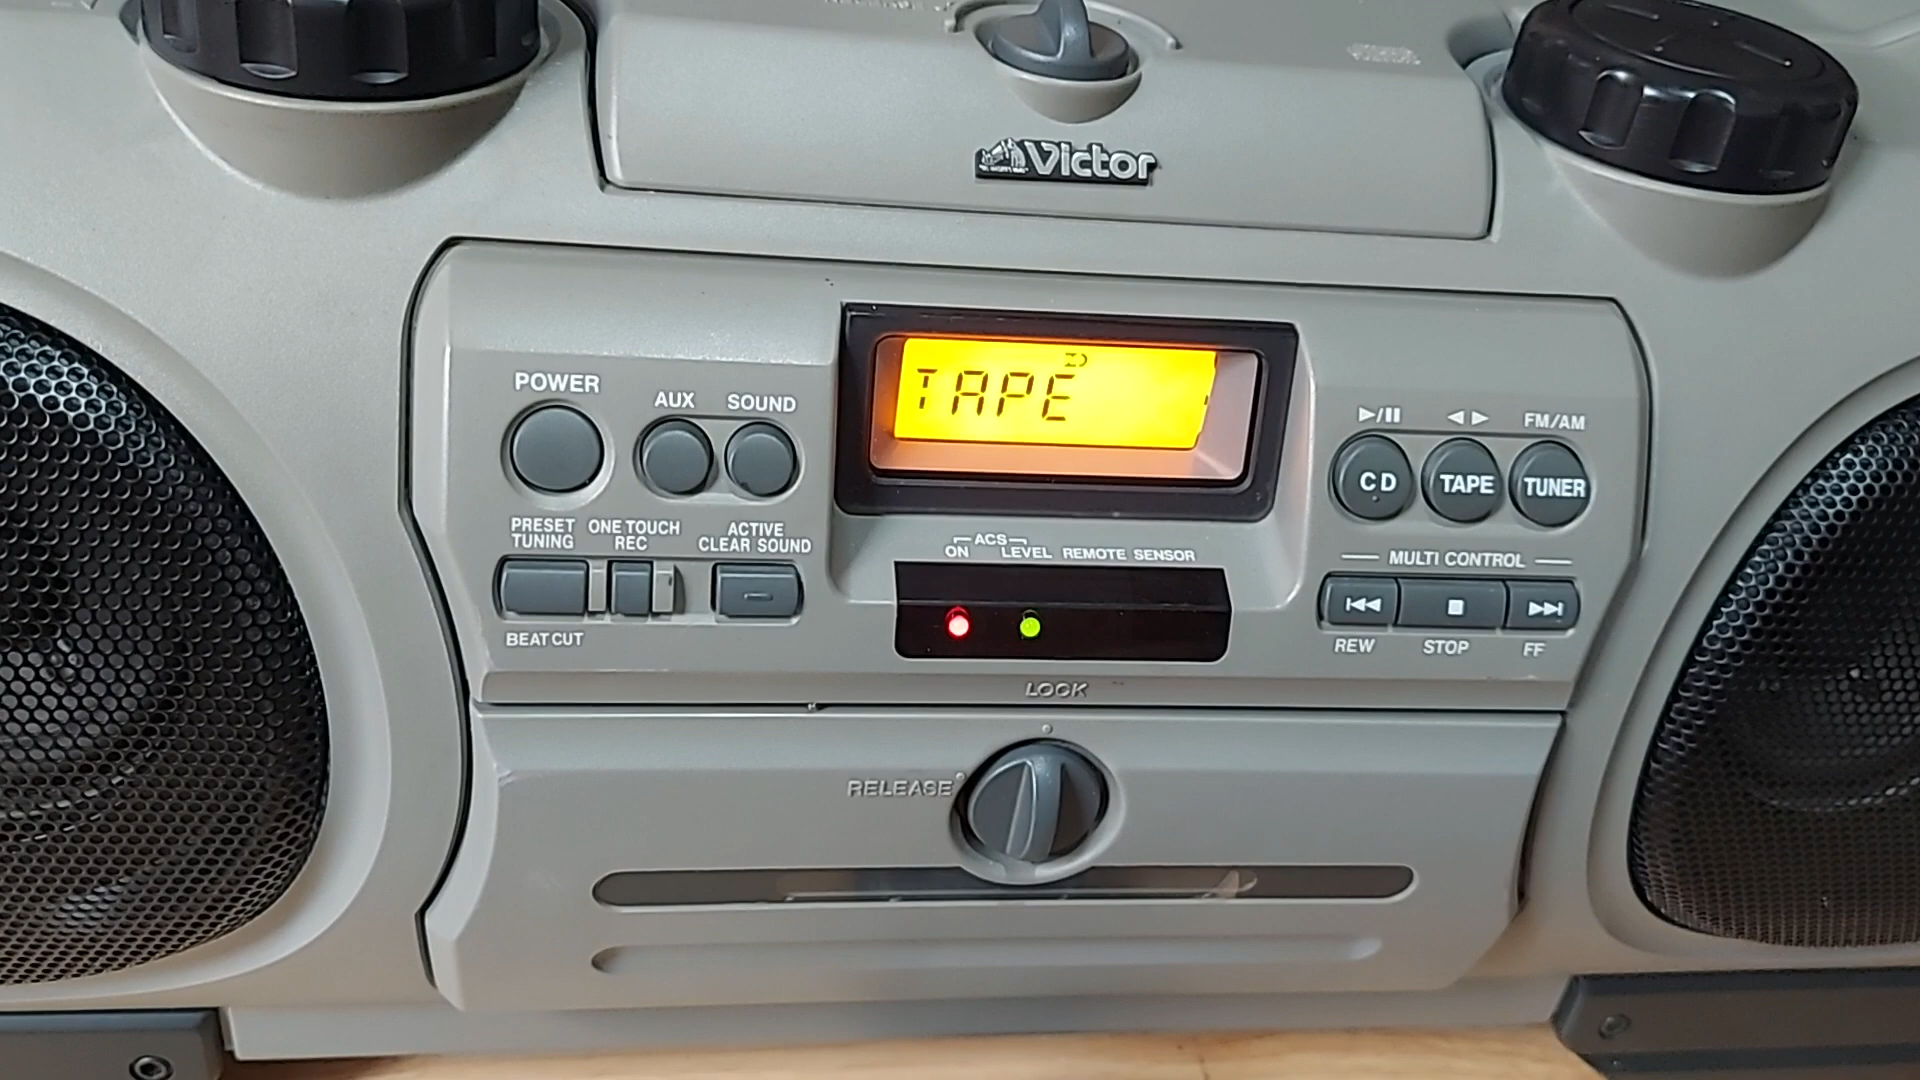 Victor
TAPE
POWER
AUX
SOUND
FM/AM
CD
TAPE
TUNER
PRESET TUNING
ONE TOUCH REC
ACTIVE CLEAR SOUND
BEAT CUT
ACS
ON
LEVEL
REMOTE SENSOR
MULTI CONTROL
REW
STOP
FF
LOCK
RELEASE